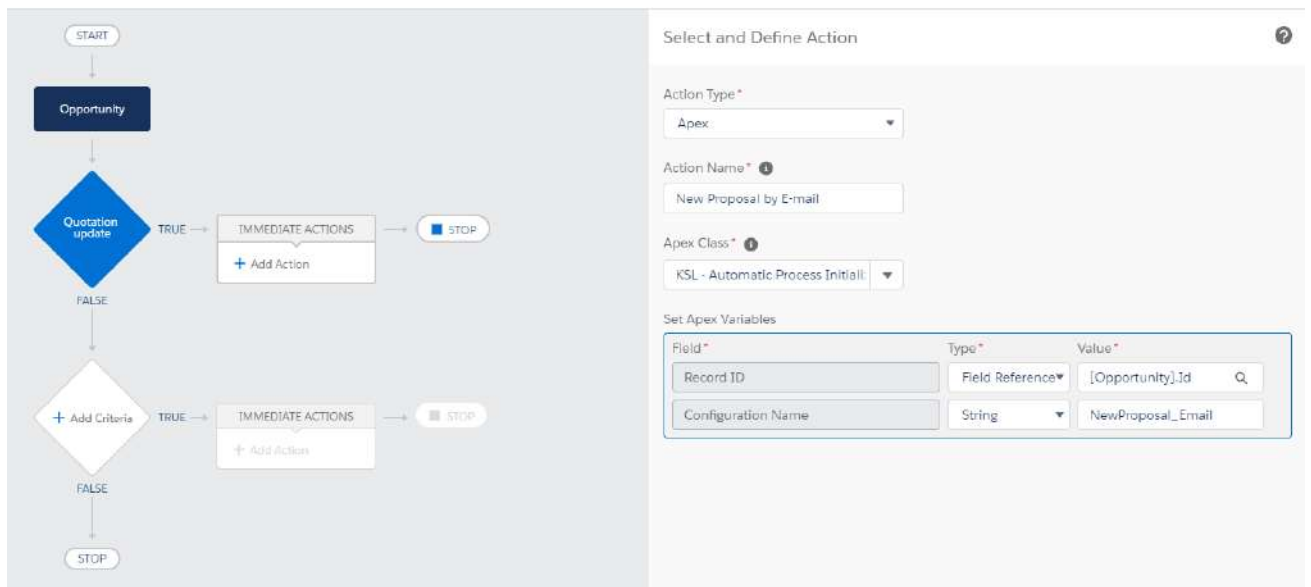 START
Opportunity
Quotation
update
TRUE
IMMEDIATE ACTIONS
+ Add Action
STOP
FALSE
+ Add Criteria
TRUE
IMMEDIATE ACTIONS
+ Add Action
STOP
FALSE
STOP
Select and Define Action
?
Action Type*
Apex
Action Name* i
New Proposal by E-mail
Apex Class* i
KSL - Automatic Process Initiali
Set Apex Variables
Field* Type* Value*
Record ID Field Reference [Opportunity].Id
Configuration Name String NewProposal_Email